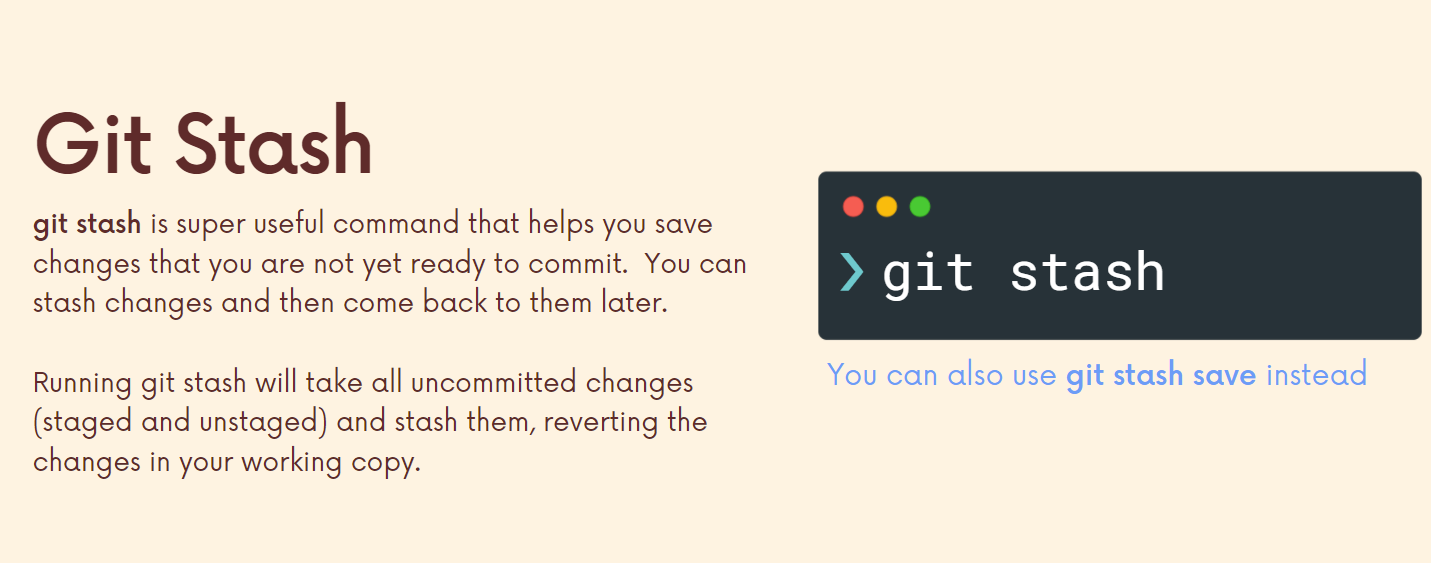 Git Stash
git stash is super useful command that helps you save
changes that you are not yet ready to commit.  You can
stash changes and then come back to them later.
Running git stash will take all uncommitted changes
(staged and unstaged) and stash them, reverting the
changes in your working copy.
❯ git stash
You can also use git stash save instead